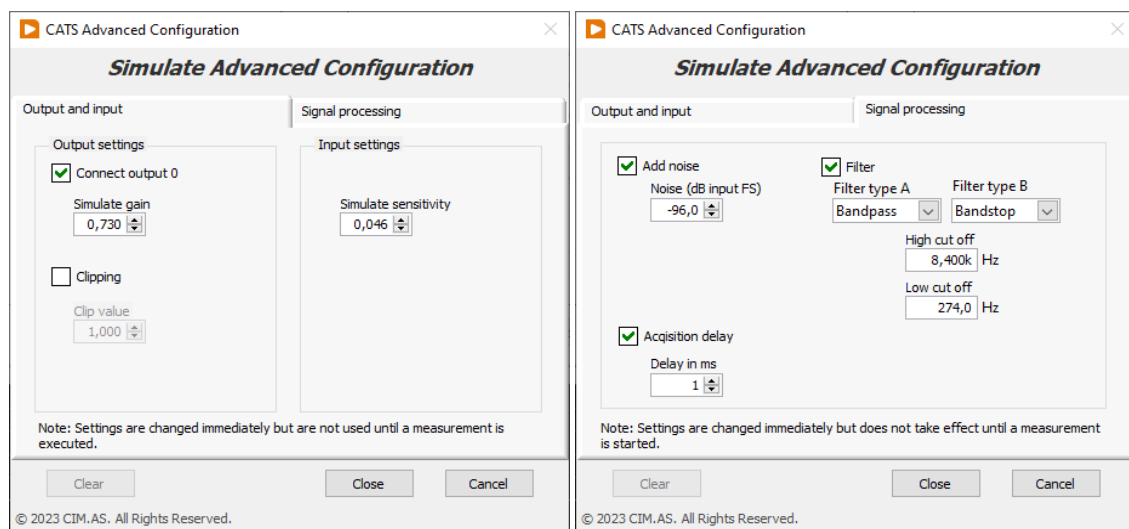 CATS Advanced Configuration
Simulate Advanced Configuration
Output and input
Signal processing
Output settings
Connect output 0
Simulate gain
0,730
Clipping
Clip value
1,000
Input settings
Simulate sensitivity
0,046
Note: Settings are changed immediately but are not used until a measurement is
executed.
Clear
Close
Cancel
© 2023 CIM.AS. All Rights Reserved.
CATS Advanced Configuration
Simulate Advanced Configuration
Output and input
Signal processing
Add noise
Noise (dB input FS)
-96,0
Filter
Filter type A
Filter type B
Bandpass
Bandstop
High cut off
8,400k Hz
Low cut off
274,0 Hz
Acqisition delay
Delay in ms
1
Note: Settings are changed immediately but does not take effect until a measurement
is started.
Clear
Close
Cancel
© 2023 CIM.AS. All Rights Reserved.